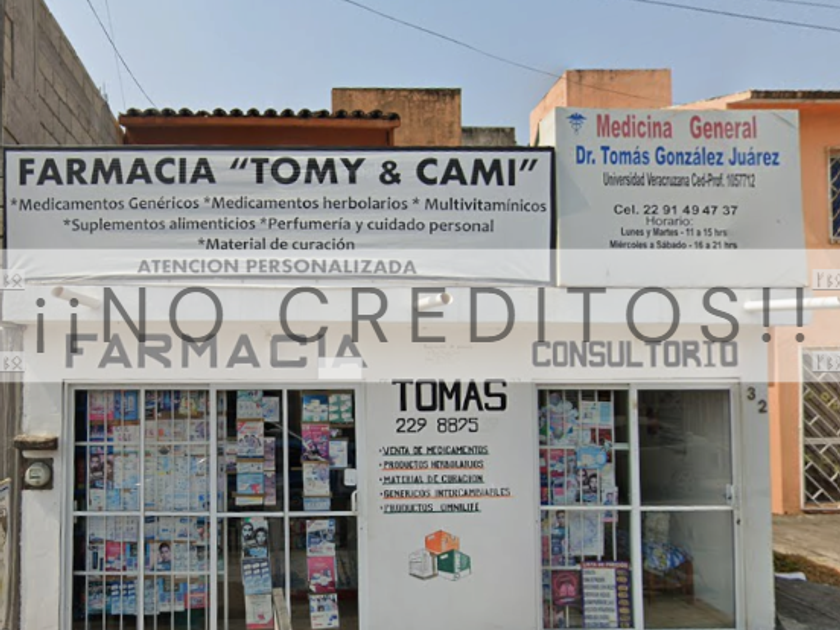 FARMACIA "TOMY & CAMI"
*Medicamentos Genéricos *Medicamentos herbolarios * Multivitamínicos
*Suplementos alimenticios *Perfumería y cuidado personal
*Material de curación
ATENCION PERSONALIZADA
Medicina General
Dr. Tomás González Juárez
Universidad Veracruzana Ced-Prof. 1057712
Cel. 22 91 49 47 37
Horario:
Lunes y Martes - 11 a 15 hrs
Miércoles a Sábado - 16 a 21 hrs
¡¡NO CREDITOS!!
FARMACIA
CONSULTORIO
TOMAS
229 8825
·VENTA DE MEDICAMENTOS
·PRODUCTOS HERBOLARIOS
·MATERIAL DE CURACION
·GENERICOS INTERCAMBIABLES
·PRODUCTOS OMNILIFE
32